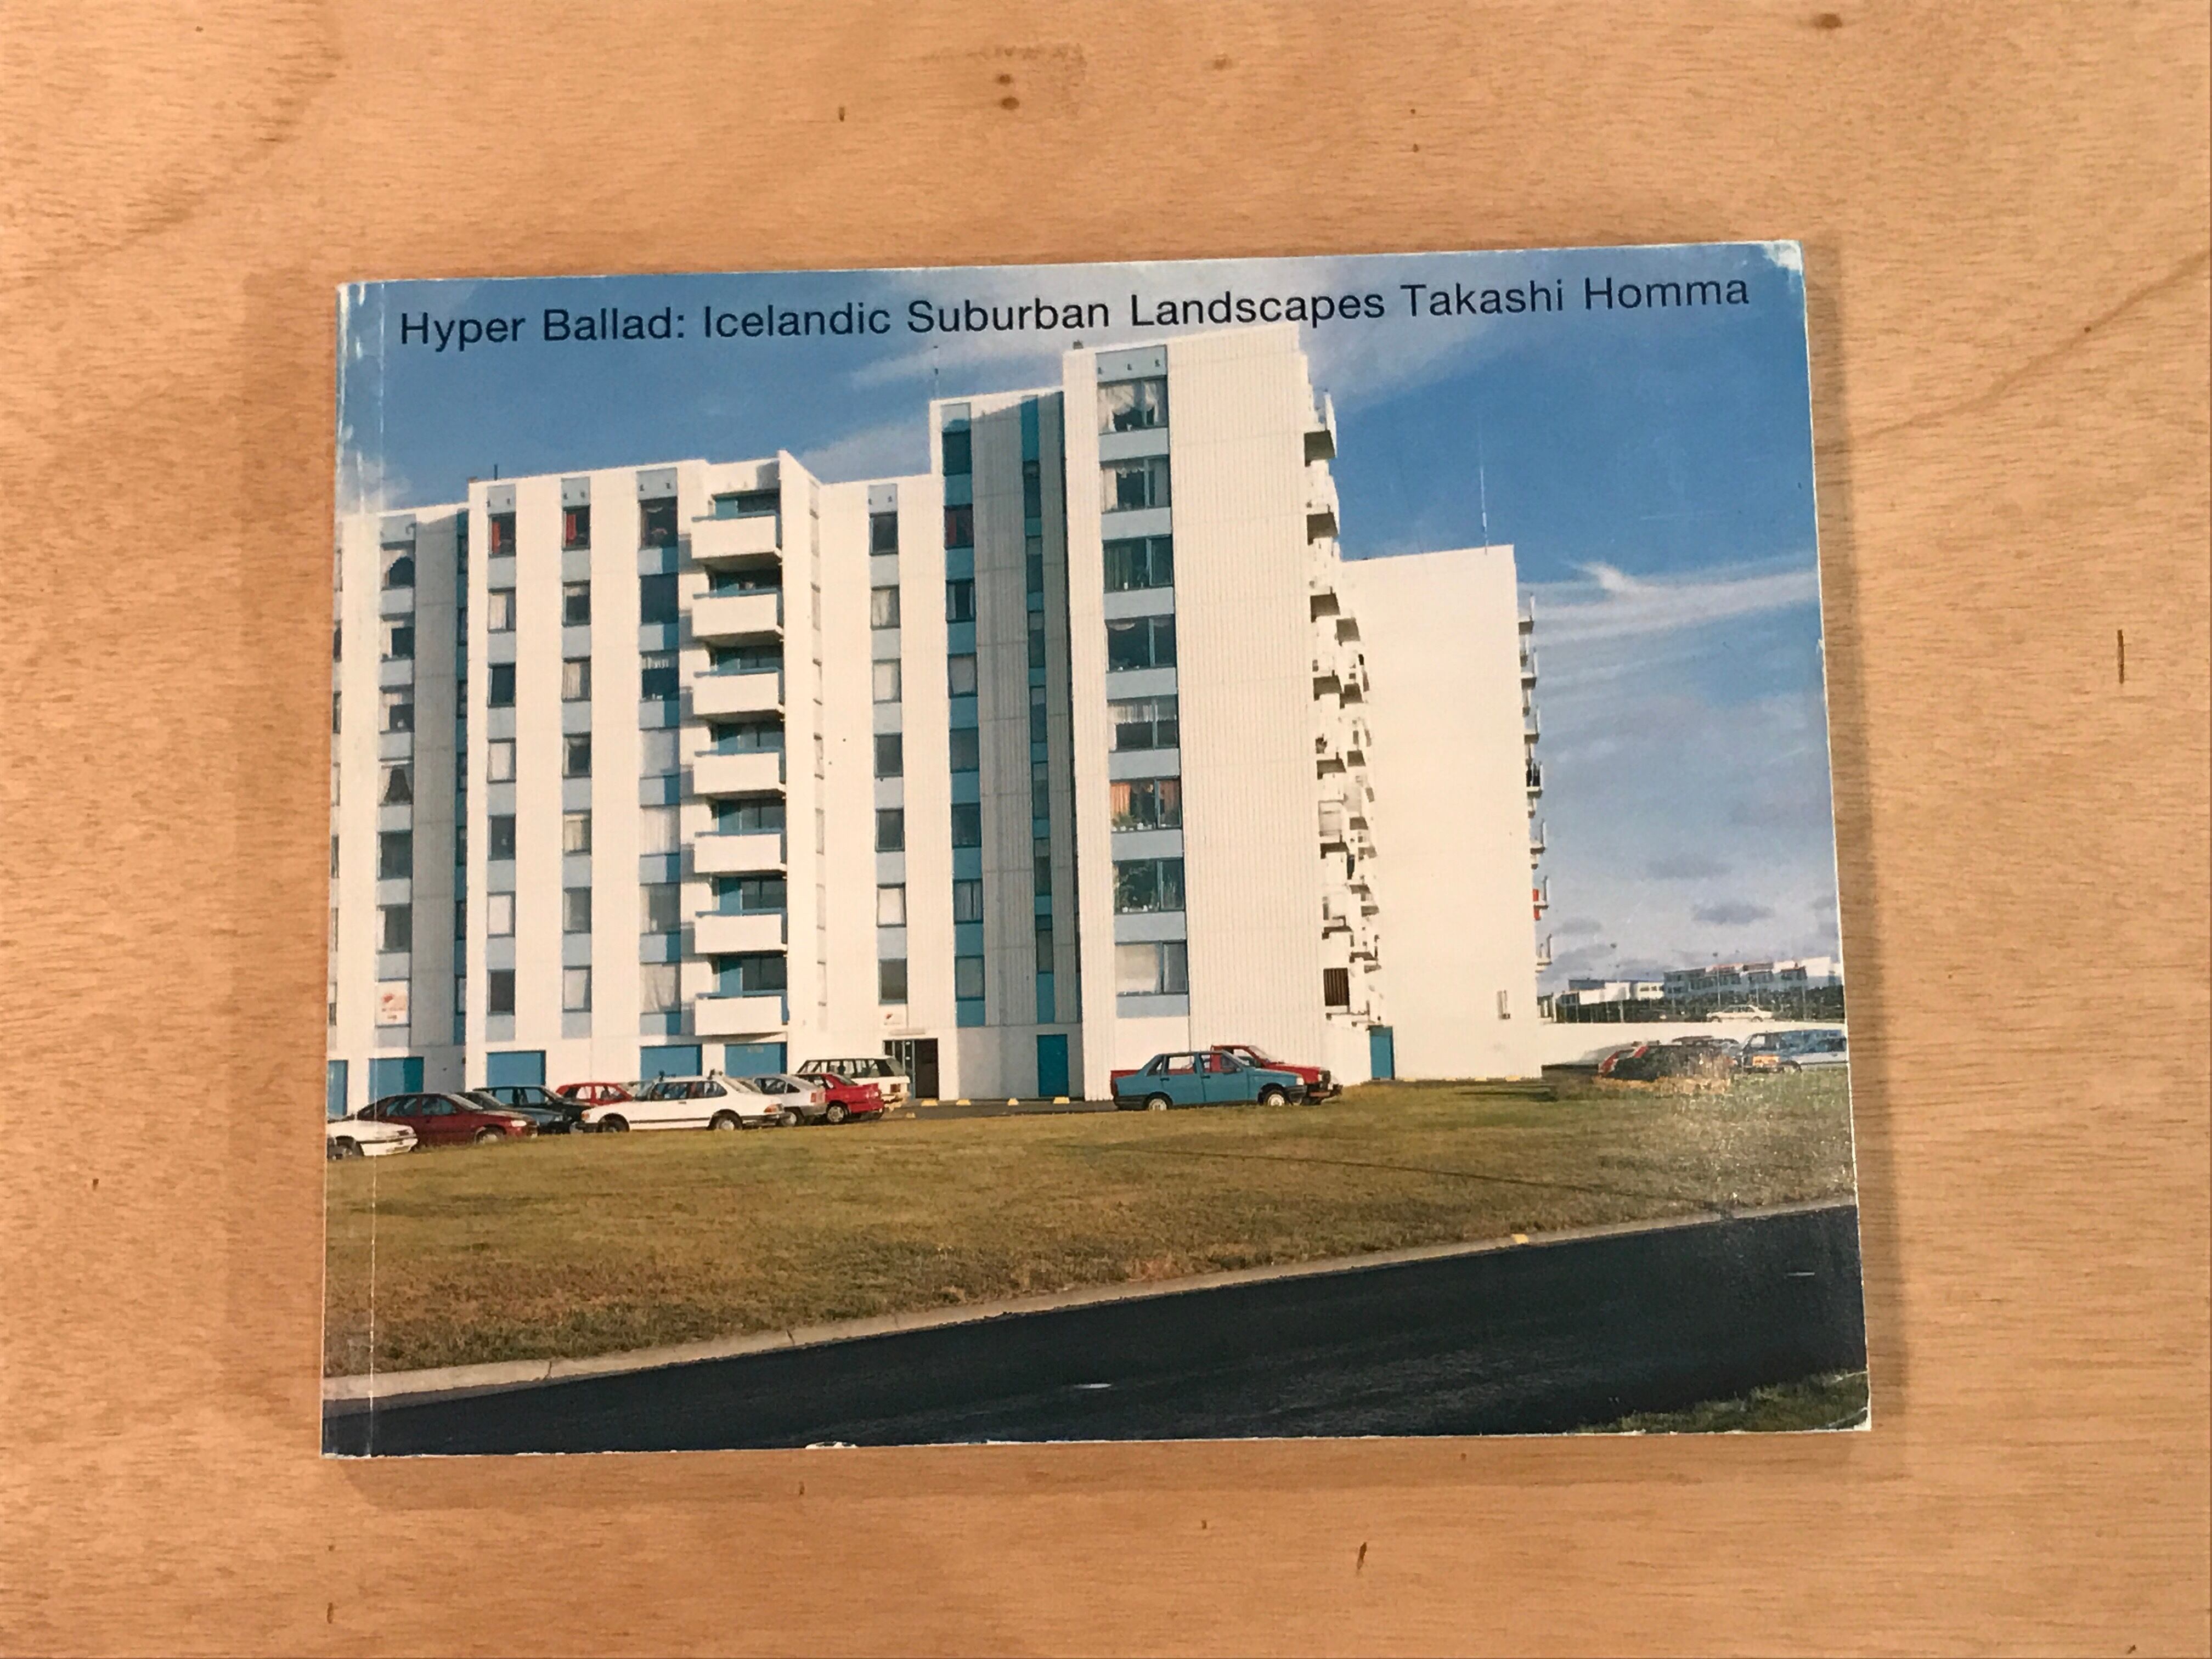 Hyper Ballad: Icelandic Suburban Landscapes Takashi Homma